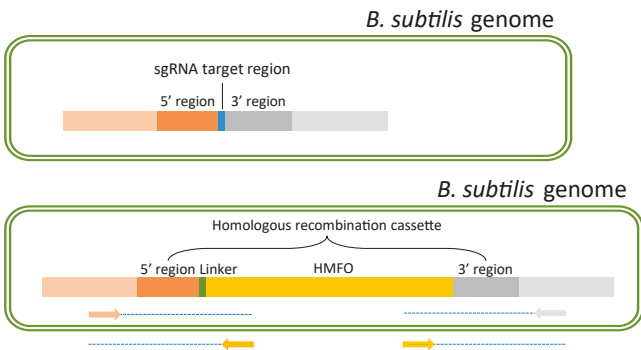 B. subtilis genome
sgRNA target region
5' region 3' region
B. subtilis genome
Homologous recombination cassette
5' region Linker HMFO 3' region